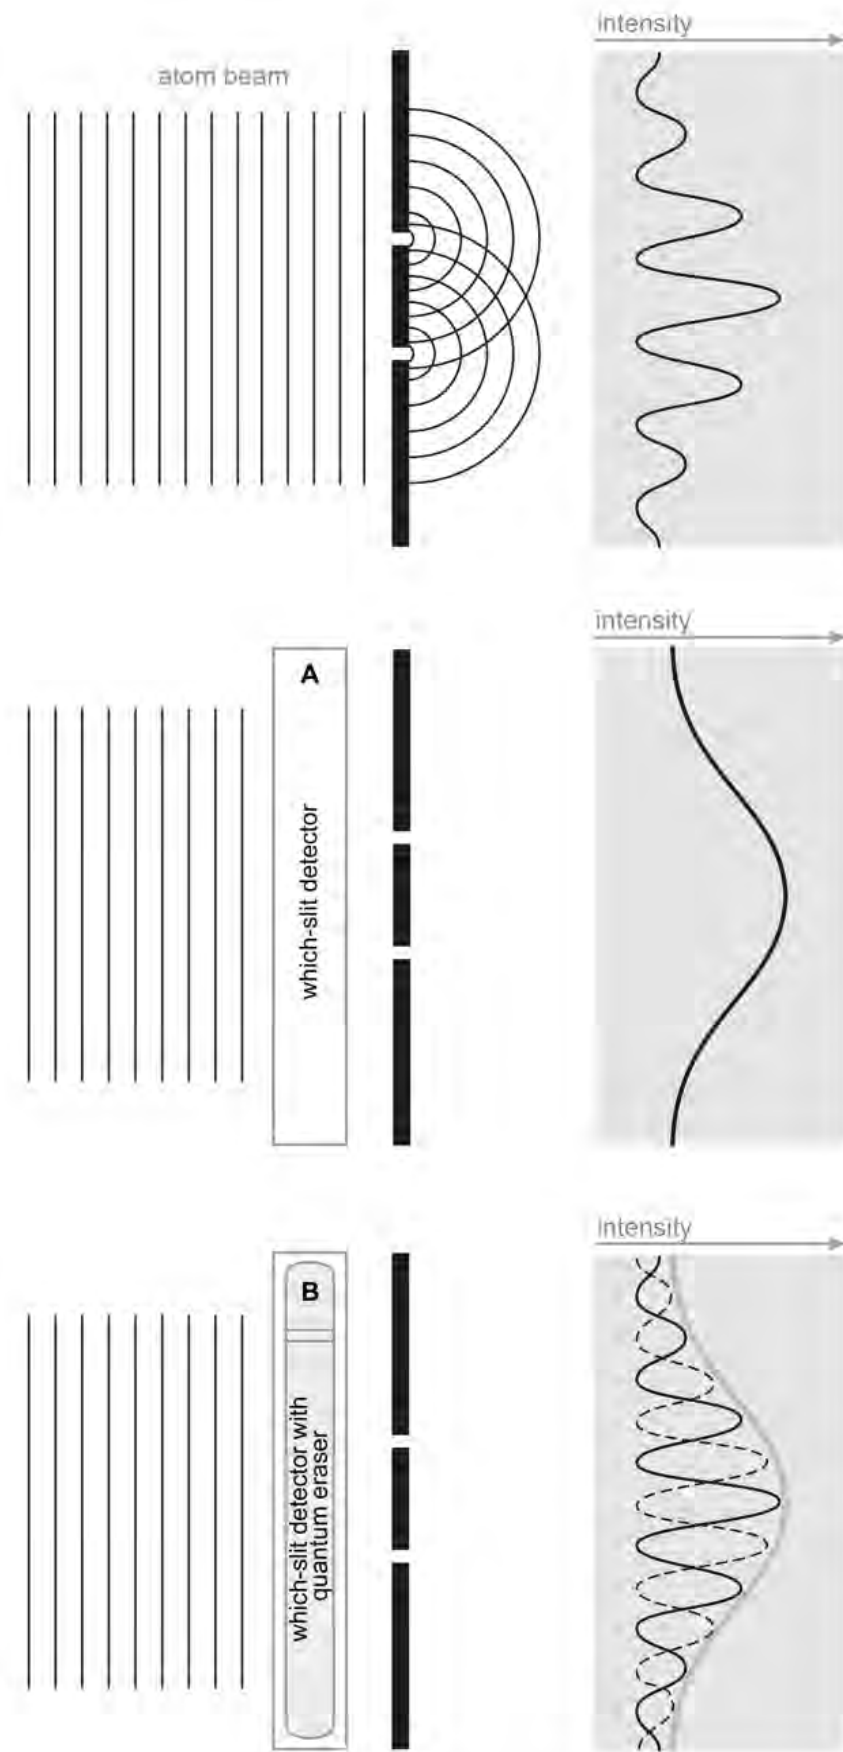 intensity
atom beam
intensity
A
which-slit detector
intensity
B
which-slit detector with
quantum eraser